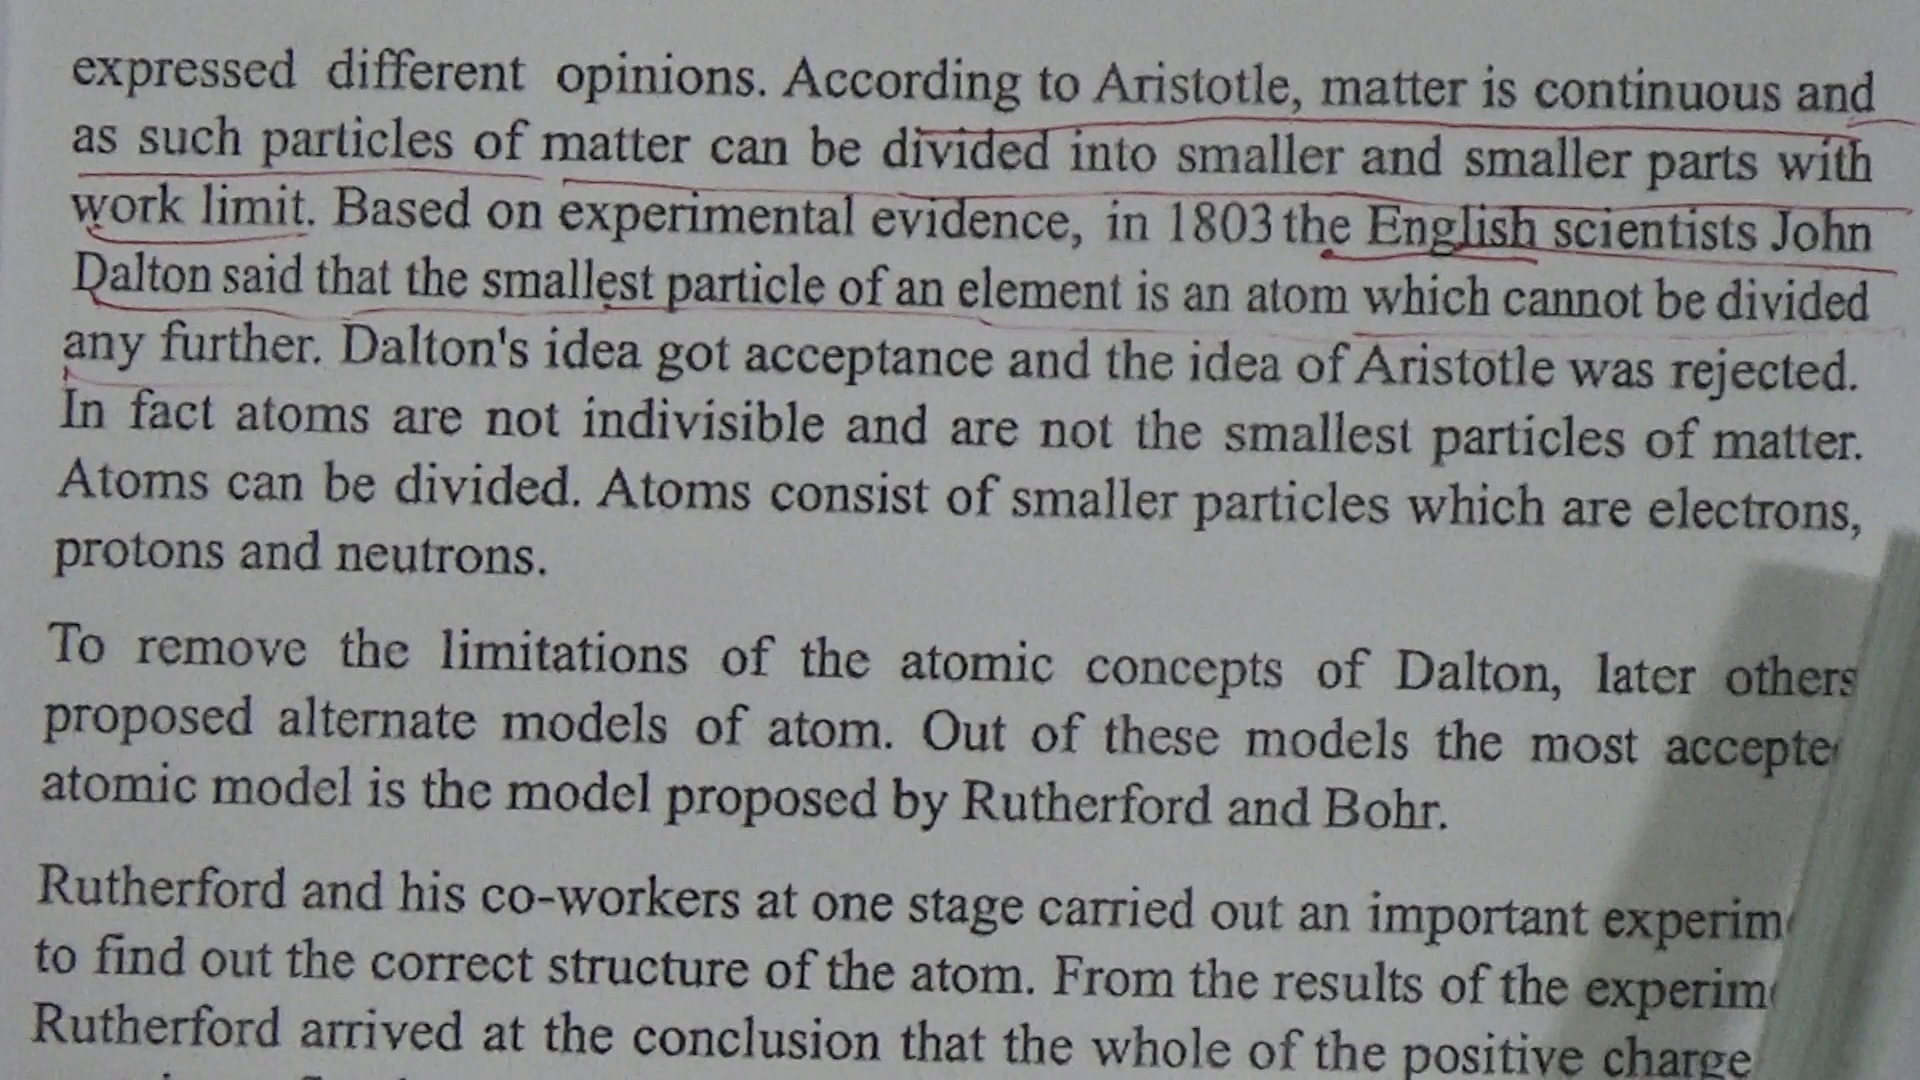 expressed different opinions. According to Aristotle, matter is continuous and
as such particles of matter can be divided into smaller and smaller parts with
work limit. Based on experimental evidence, in 1803 the English scientists John
Dalton said that the smallest particle of an element is an atom which cannot be divided
any further. Dalton's idea got acceptance and the idea of Aristotle was rejected.
In fact atoms are not indivisible and are not the smallest particles of matter.
Atoms can be divided. Atoms consist of smaller particles which are electrons,
protons and neutrons.
To remove the limitations of the atomic concepts of Dalton, later others
proposed alternate models of atom. Out of these models the most accepte
atomic model is the model proposed by Rutherford and Bohr.
Rutherford and his co-workers at one stage carried out an important experim
to find out the correct structure of the atom. From the results of the experim
Rutherford arrived at the conclusion that the whole of the positive charge